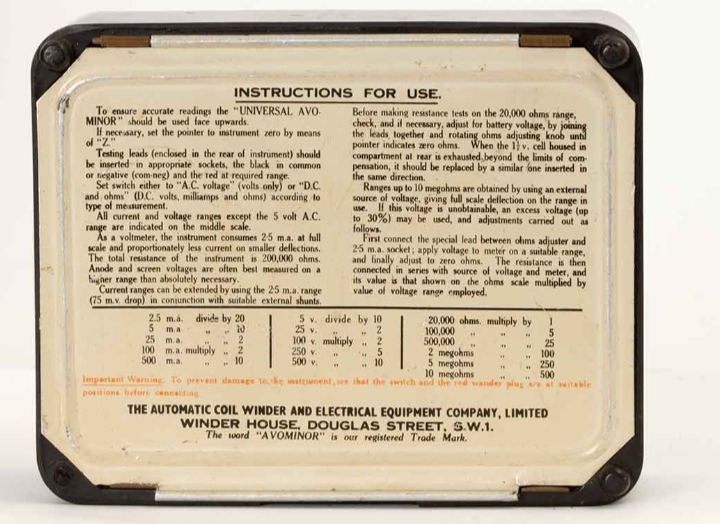 INSTRUCTIONS FOR USE.
To ensure accurate readings the "UNIVERSAL AVO-
MINOR" should be used face upwards.
If necessary, set the pointer to instrument zero by means
of "Z."
Testing leads (enclosed in the rear of instrument) should
be inserted in appropriate sockets, the black in common
or negative (com-neg) and the red at required range.
Set switch either to "A.C. voltage" (volts only) or "D.C.
and ohms" (D.C. volts, milliamps and ohms) according to
type of measurement.
All current and voltage ranges except the 5 volt A.C.
range are indicated on the middle scale.
As a voltmeter, the instrument consumes 2·5 m.a. at full
scale and proportionately less current on smaller deflections.
The total resistance of the instrument is 200,000 ohms.
Anode and screen voltages are often best measured on a
higher range than absolutely necessary.
Current ranges can be extended by using the 2·5 m.a. range
(75 m.v. drop) in conjunction with suitable external shunts.
Before making resistance tests on the 20,000 ohms range,
check, and if necessary, adjust for battery voltage, by joining
the leads together and rotating ohms adjusting knob until
pointer indicates zero ohms. When the 1½ v. cell housed in
compartment at rear is exhausted beyond the limits of com-
pensation, it should be replaced by a similar one inserted in
the same direction.
Ranges up to 10 megohms are obtained by using an external
source of voltage, giving full scale deflection on the range in
use. If this voltage is unobtainable, an excess voltage (up
to 30%) may be used, and adjustments carried out as
follows.
First connect the special lead between ohms adjuster and
2·5 m.a. socket; apply voltage to meter on a suitable range,
and finally adjust to zero ohms. The resistance is then
connected in series with source of voltage and meter, and
its value is that shown on the ohms scale multiplied by
value of voltage range employed.
2.5 m.a. divide by 20
5 m.a. „ „ 10
25 m.a. „ „ 2
100 m.a. multiply „ 2
500 m.a. „ „ 10
5 v. divide by 10
25 v. „ „ 2
100 v. multiply „ 2
250 v. „ „ 5
500 v. „ „ 10
20,000 ohms. multiply by 1
100,000 „ „ „ 5
500,000 „ „ „ 25
2 megohms „ „ 100
5 megohms „ „ 250
10 megohms „ „ 500
Important Warning. To prevent damage to the instrument, see that the switch and the red wander plug are at suitable
positions before connecting.
THE AUTOMATIC COIL WINDER AND ELECTRICAL EQUIPMENT COMPANY, LIMITED
WINDER HOUSE, DOUGLAS STREET, S.W.1.
The word "AVOMINOR" is our registered Trade Mark.